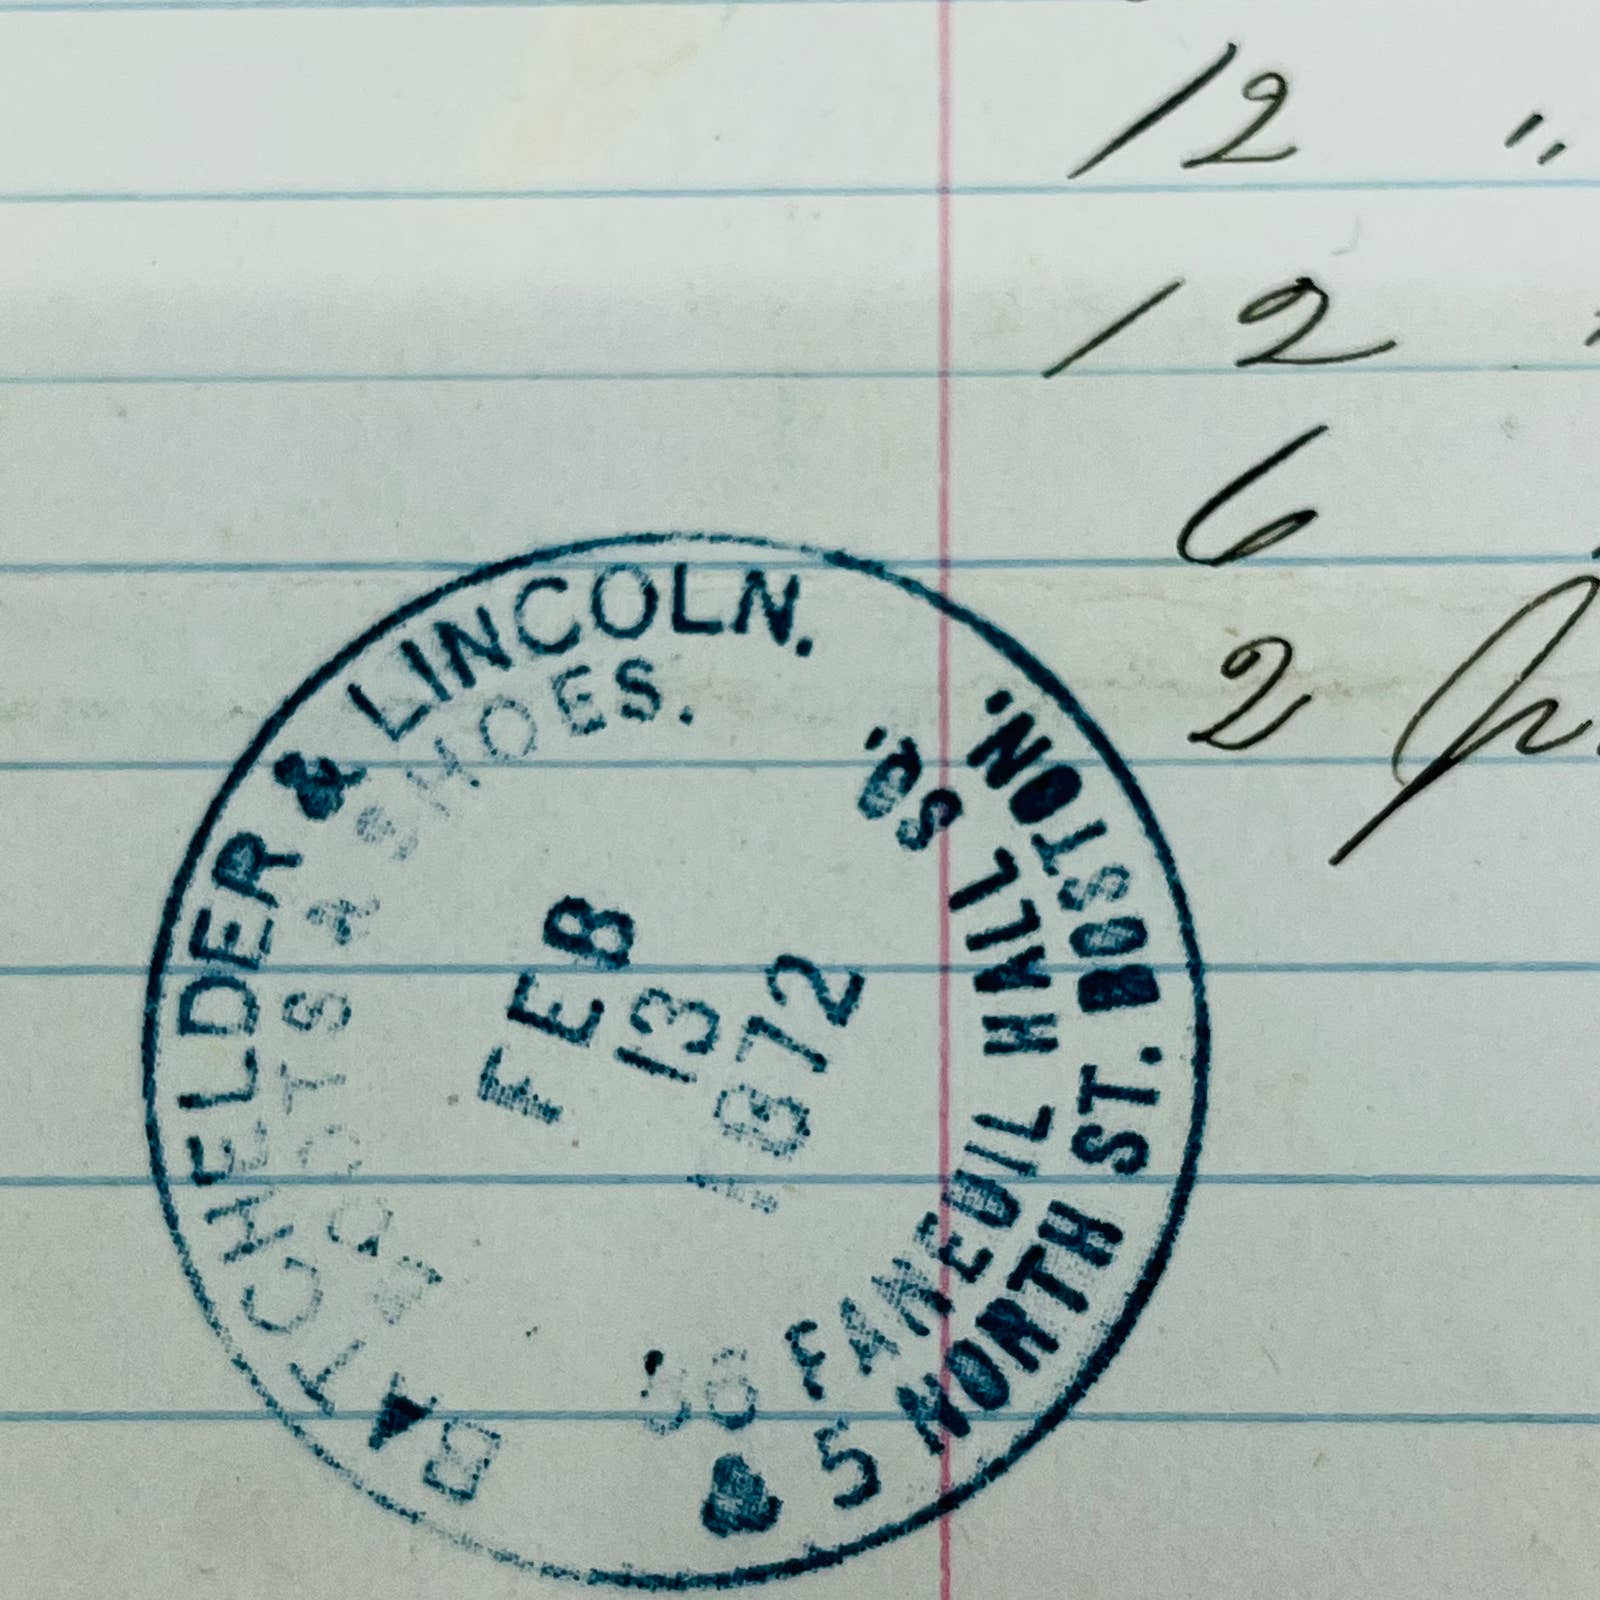 12 "
12 "
6
2
BATCHELDER & LINCOLN.
BOOTS & SHOES.
FEB
13
1872
36 FANEUIL HALL SQ.
& 5 NORTH ST. BOSTON.